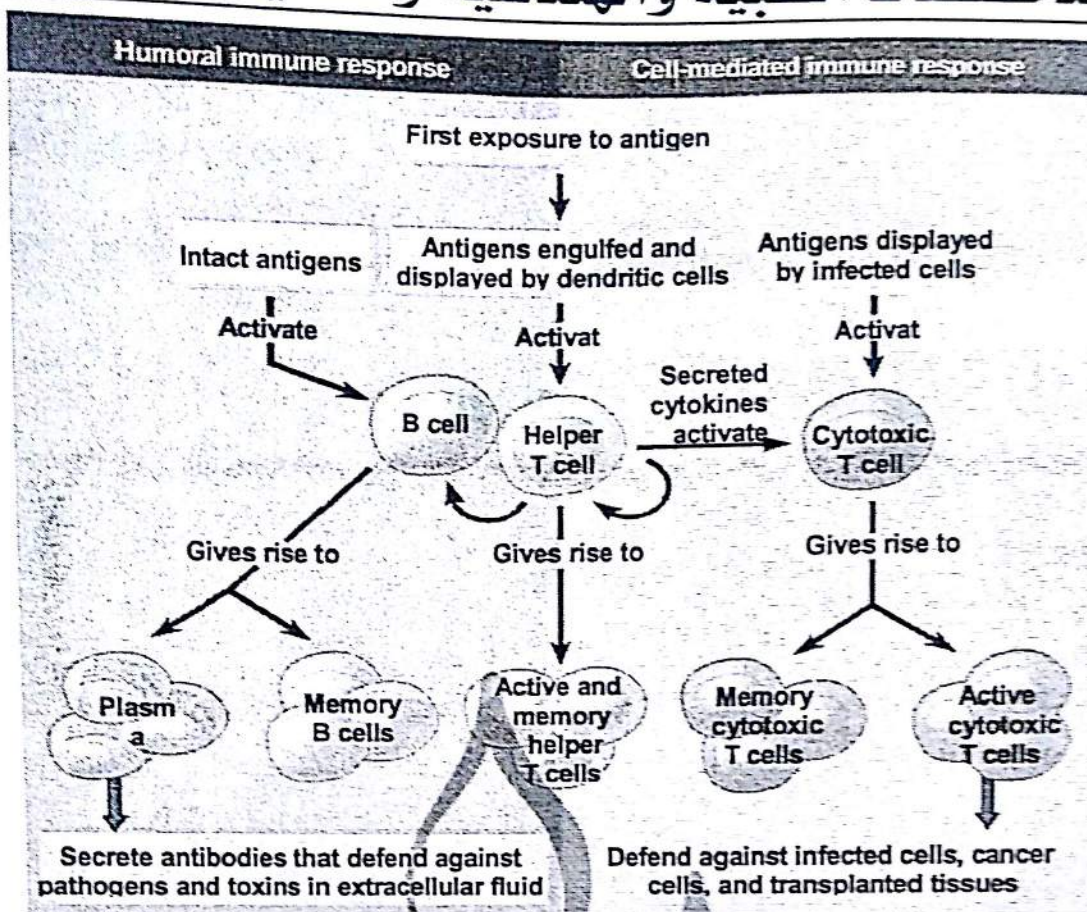 Humoral immune response
Cell-mediated immune response
First exposure to antigen
Intact antigens
Antigens engulfed and
displayed by dendritic cells
Antigens displayed
by infected cells
Activate
Activat
Activat
B cell
Helper
T cell
Secreted
cytokines
activate
Cytotoxic
T cell
Gives rise to
Gives rise to
Gives rise to
Plasm
a
Memory
B cells
Active and
memory
helper
T cells
Memory
cytotoxic
T cells
Active
cytotoxic
T cells
Secrete antibodies that defend against
pathogens and toxins in extracellular fluid
Defend against infected cells, cancer
cells, and transplanted tissues